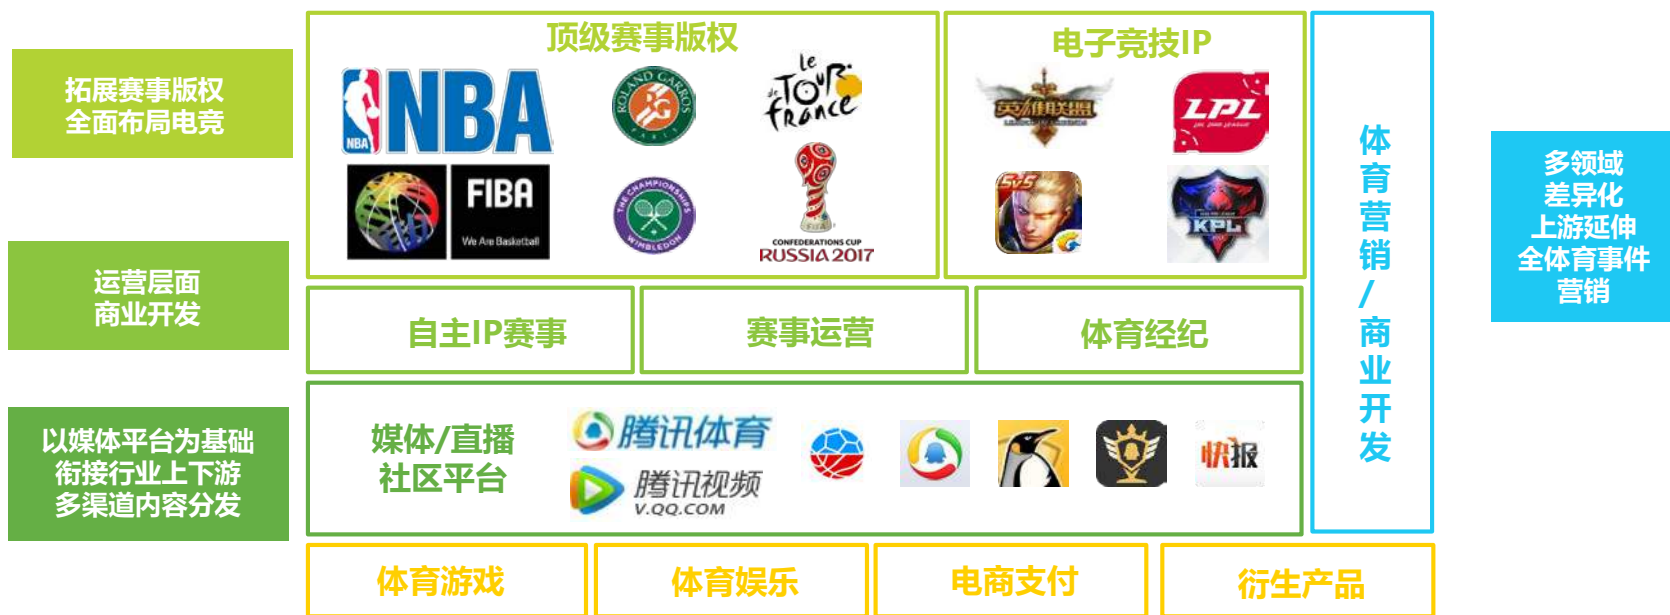 拓展赛事版权
全面布局电竞
运营层面
商业开发
以媒体平台为基础
衔接行业上下游
多渠道内容分发
顶级赛事版权
NBA
NBA
ROLAND GARROS
PARIS
le
TOUR
de
france
FIBA
We Are Basketball
THE CHAMPIONSHIPS
WIMBLEDON
FIFA
CONFEDERATIONS CUP
RUSSIA 2017
电子竞技IP
英雄联盟
LPL
5v5
KPL
自主IP赛事
赛事运营
体育经纪
媒体/直播
社区平台
腾讯体育
腾讯视频
V.QQ.COM
快报
体育营销/商业开发
多领域
差异化
上游延伸
全体育事件
营销
体育游戏
体育娱乐
电商支付
衍生产品